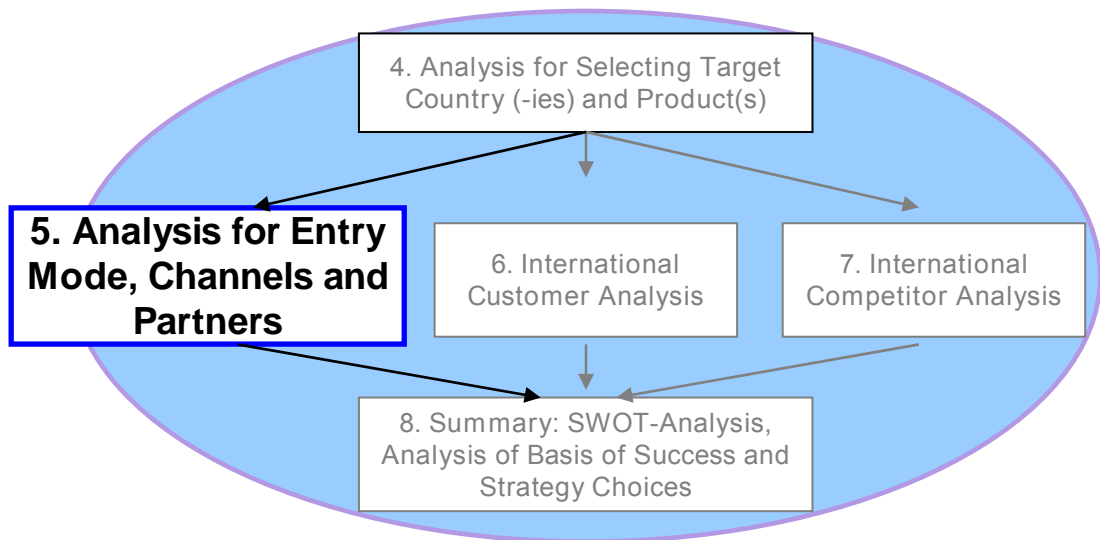 4. Analysis for Selecting Target
Country (-ies) and Product(s)
5. Analysis for Entry
Mode, Channels and
Partners
6. International
Customer Analysis
7. International
Competitor Analysis
8. Summary: SWOT-Analysis,
Analysis of Basis of Success and
Strategy Choices